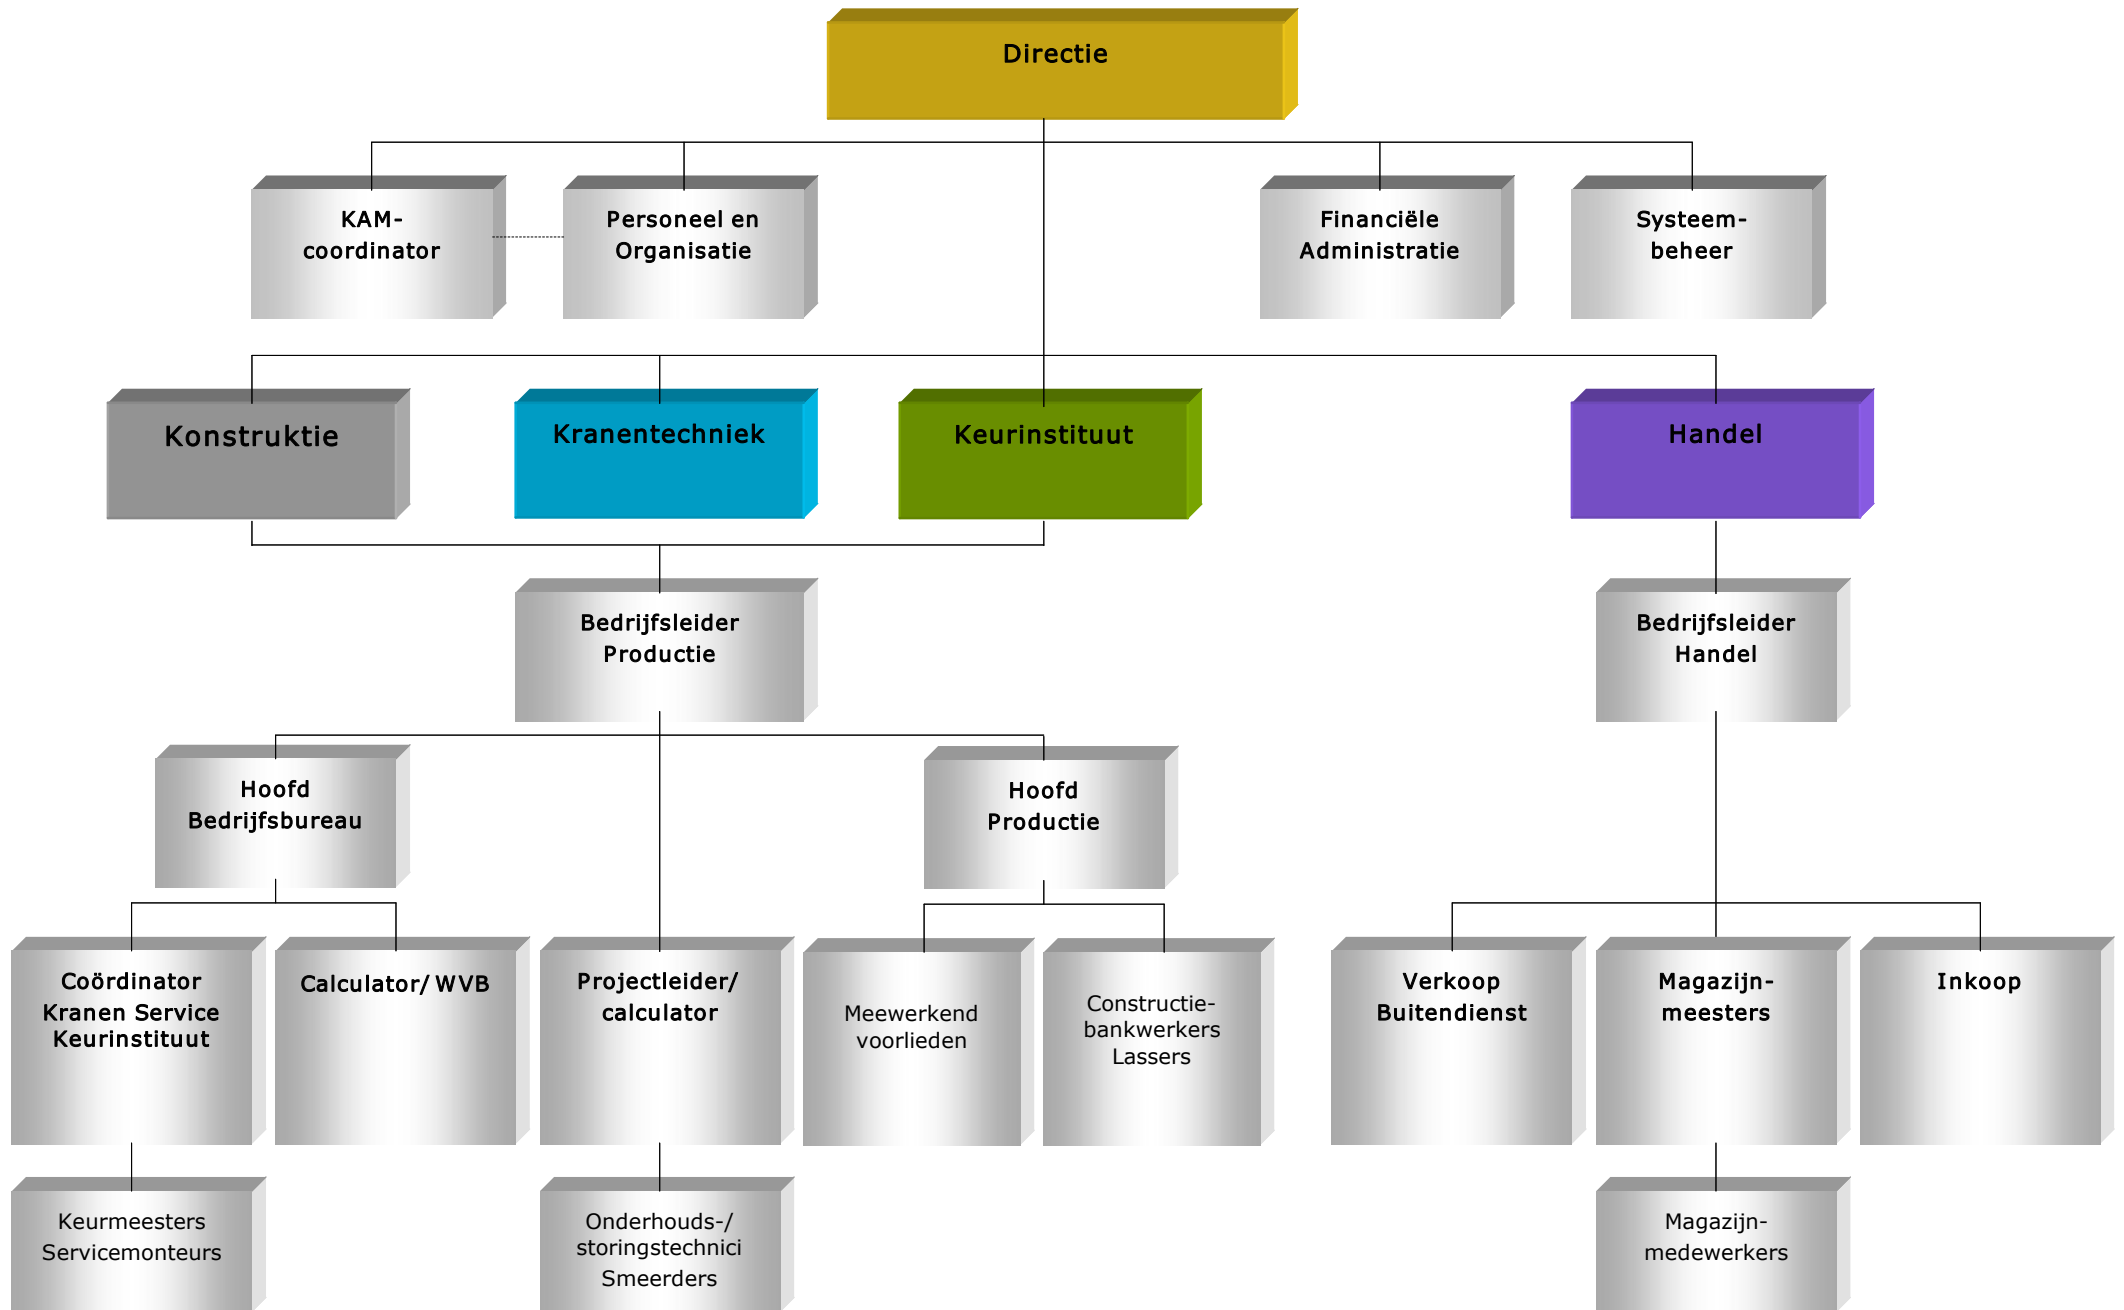 Directie
KAM-
coordinator
Personeel en
Organisatie
Financiële
Administratie
Systeem-
beheer
Konstruktie
Kranentechniek
Keurinstituut
Handel
Bedrijfsleider
Productie
Bedrijfsleider
Handel
Hoofd
Bedrijfsbureau
Hoofd
Productie
Coördinator
Kranen Service
Keurinstituut
Calculator/ WVB
Projectleider/
calculator
Meewerkend
voorlieden
Constructie-
bankwerkers
Lassers
Verkoop
Buitendienst
Magazijn-
meesters
Inkoop
Keurmeesters
Servicemonteurs
Onderhouds-/
storingstechnici
Smeerders
Magazijn-
medewerkers